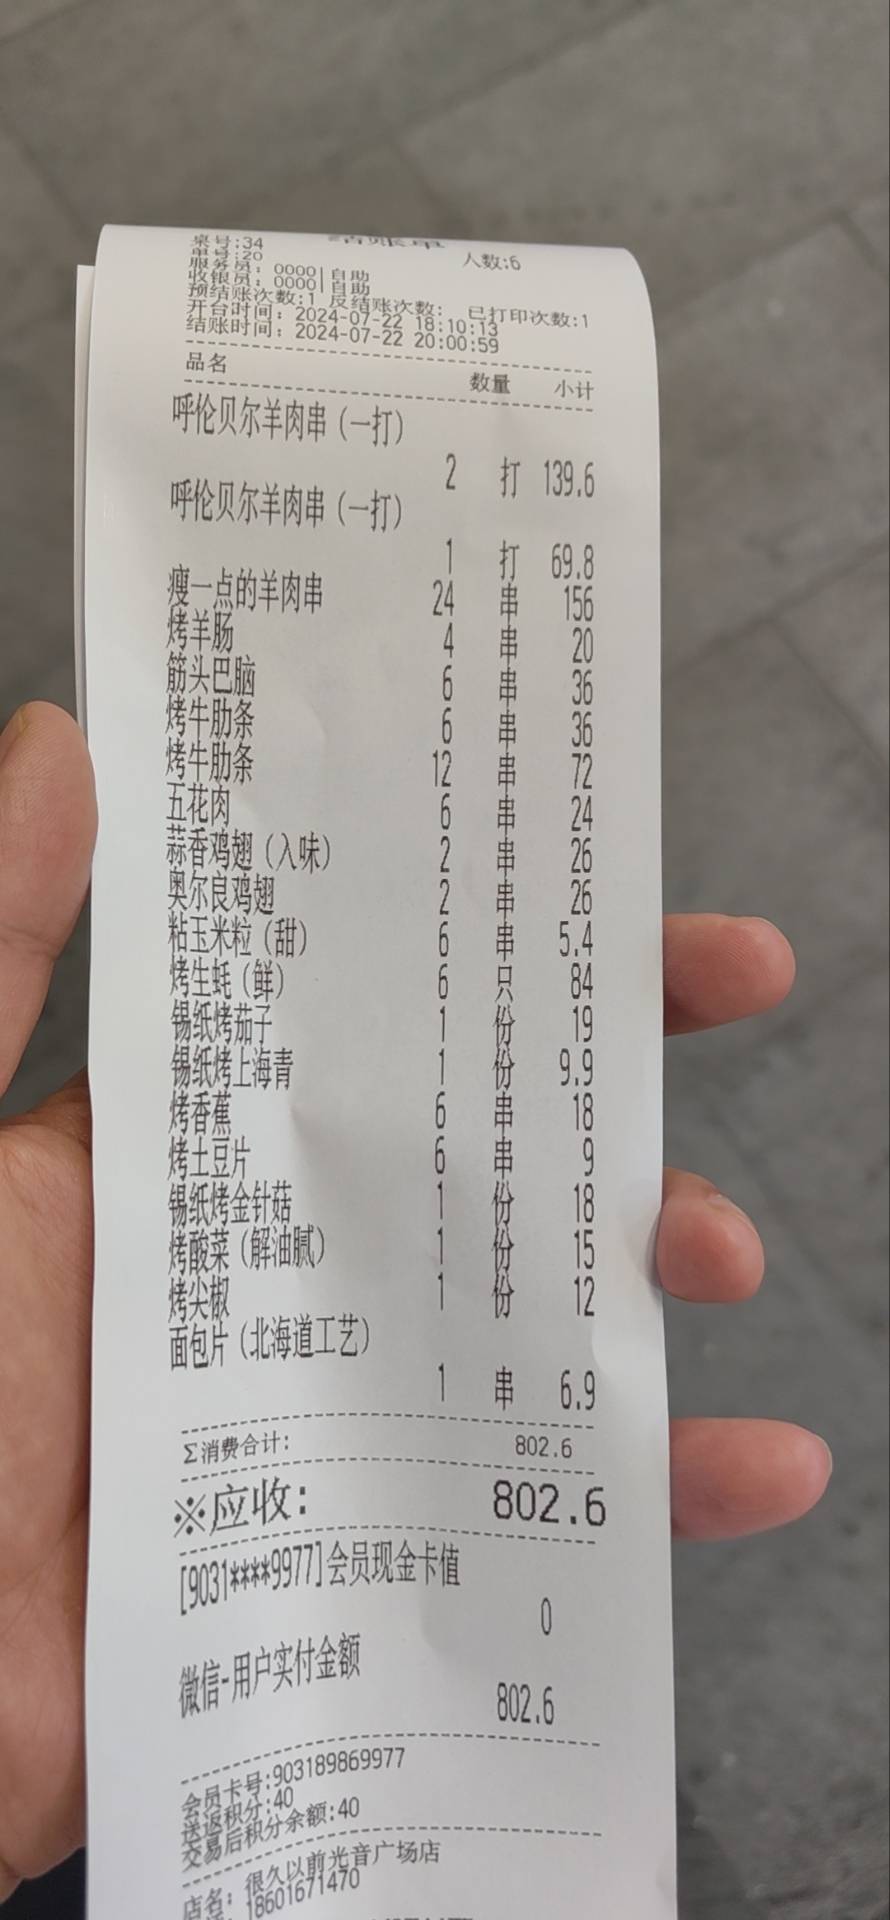 结账单
桌号:34 人数:6
单号:20
服务员: 0000|自助
收银员: 0000|自助
预结账次数:1 反结账次数: 已打印次数:1
开台时间: 2024-07-22 18:10:13
结账时间: 2024-07-22 20:00:59
品名 数量 小计
呼伦贝尔羊肉串(一打)
2 打 139.6
呼伦贝尔羊肉串(一打)
1 打 69.8
瘦一点的羊肉串 24 串 156
烤羊肠 4 串 20
筋头巴脑 6 串 36
烤牛肋条 6 串 36
烤牛肋条 12 串 72
五花肉 6 串 24
蒜香鸡翅(入味) 2 串 26
奥尔良鸡翅 2 串 26
粘玉米粒(甜) 6 串 5.4
烤生蚝(鲜) 6 只 84
锡纸烤茄子 1 份 19
锡纸烤上海青 1 份 9.9
烤香蕉 6 串 18
烤土豆片 6 串 9
锡纸烤金针菇 1 份 18
烤酸菜(解油腻) 1 份 15
烤尖椒 1 份 12
面包片(北海道工艺)
1 串 6.9
Σ消费合计: 802.6
※应收: 802.6
[9031****9977]会员现金卡值
0
微信-用户实付金额
802.6
会员卡号:903189869977
送返积分:40
交易后积分余额:40
店名: 很久以前光音广场店
18601671470